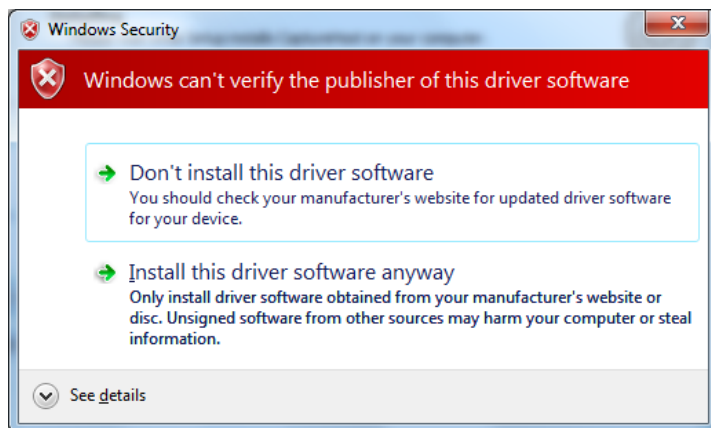 Windows Security
Windows can't verify the publisher of this driver software
Don't install this driver software
You should check your manufacturer's website for updated driver software
for your device.
Install this driver software anyway
Only install driver software obtained from your manufacturer's website or
disc. Unsigned software from other sources may harm your computer or steal
information.
See details